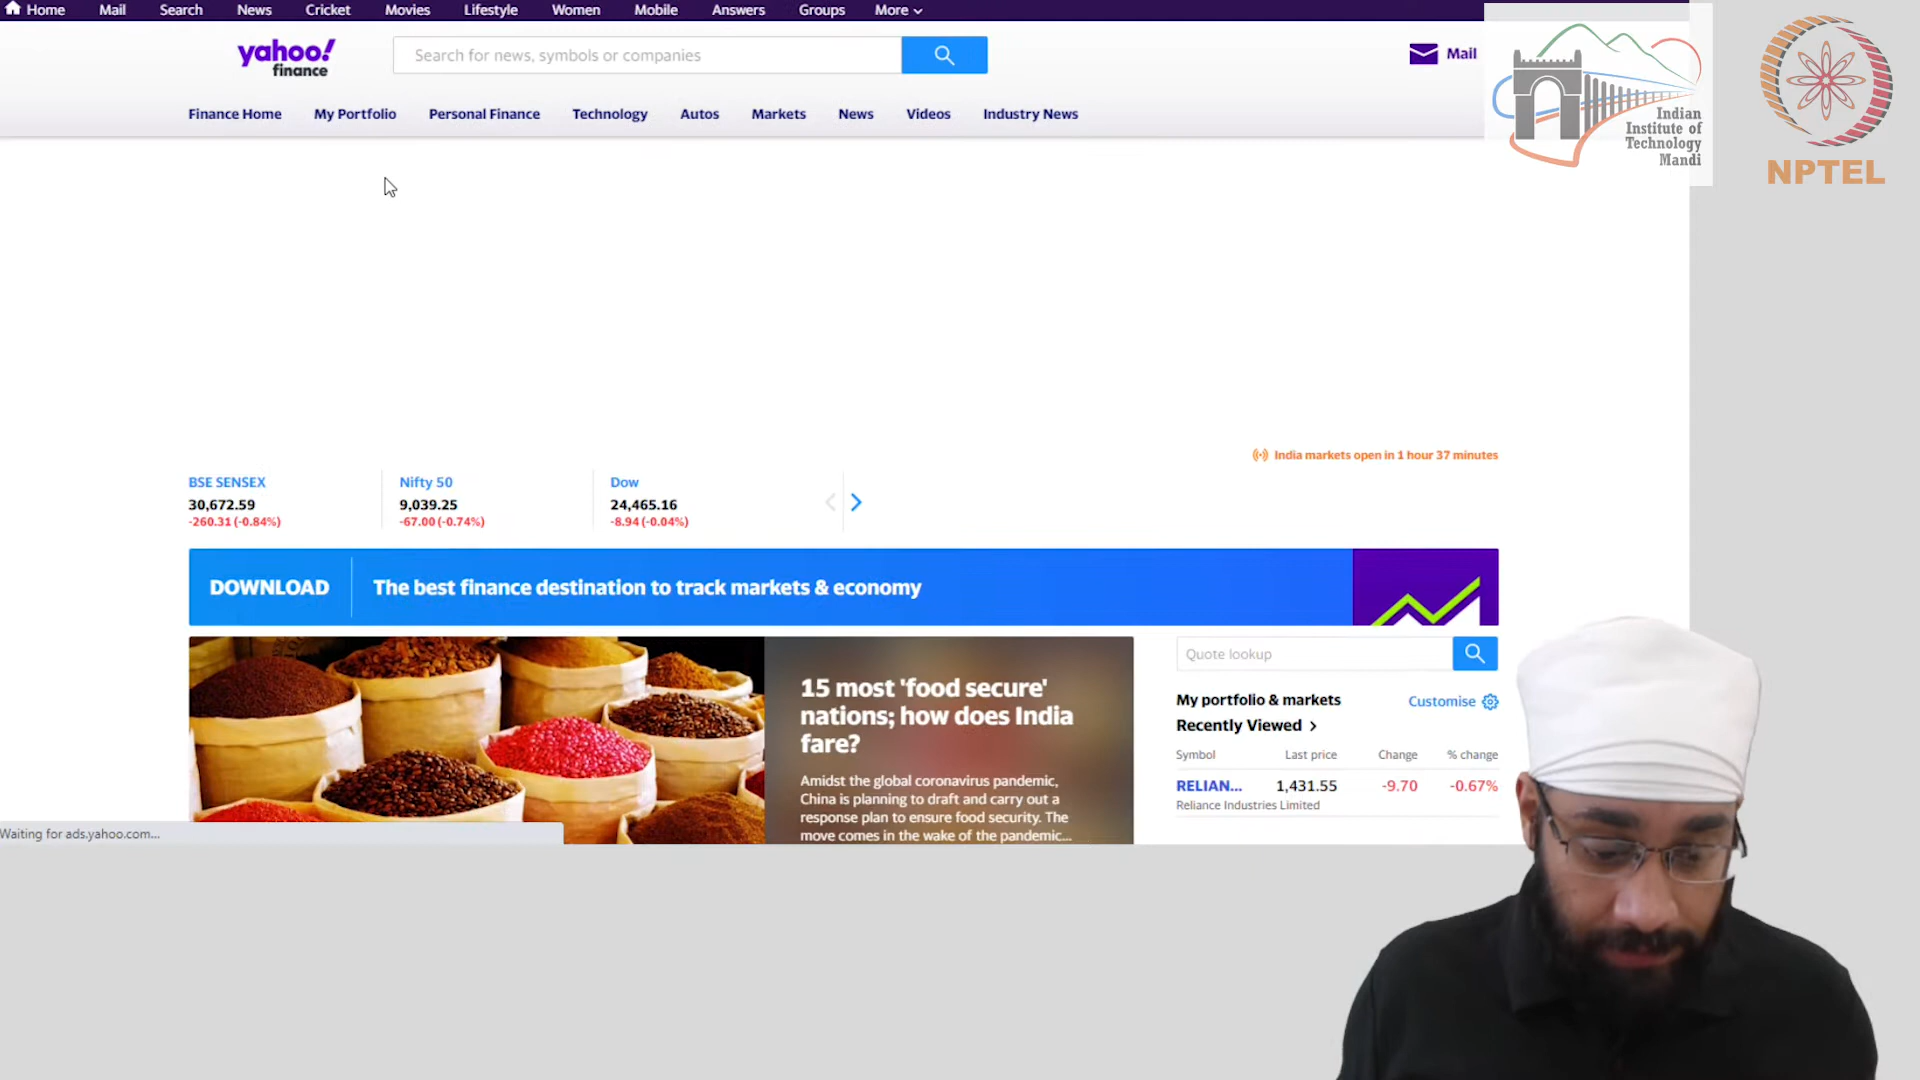 Home Mail Search News Cricket Movies Lifestyle Women Mobile Answers Groups More
yahoo!
finance
Search for news, symbols or companies
Mail
Finance Home My Portfolio Personal Finance Technology Autos Markets News Videos Industry News
Indian
Institute of
Technology
Mandi
NPTEL
India markets open in 1 hour 37 minutes
BSE SENSEX
30,672.59
-260.31 (-0.84%)
Nifty 50
9,039.25
-67.00 (-0.74%)
Dow
24,465.16
-8.94 (-0.04%)
DOWNLOAD
The best finance destination to track markets & economy
15 most 'food secure'
nations; how does India
fare?
Amidst the global coronavirus pandemic,
China is planning to draft and carry out a
response plan to ensure food security. The
move comes in the wake of the pandemic...
Quote lookup
My portfolio & markets
Customise
Recently Viewed >
Symbol Last price Change % change
RELIAN... 1,431.55 -9.70 -0.67%
Reliance Industries Limited
Waiting for ads.yahoo.com...